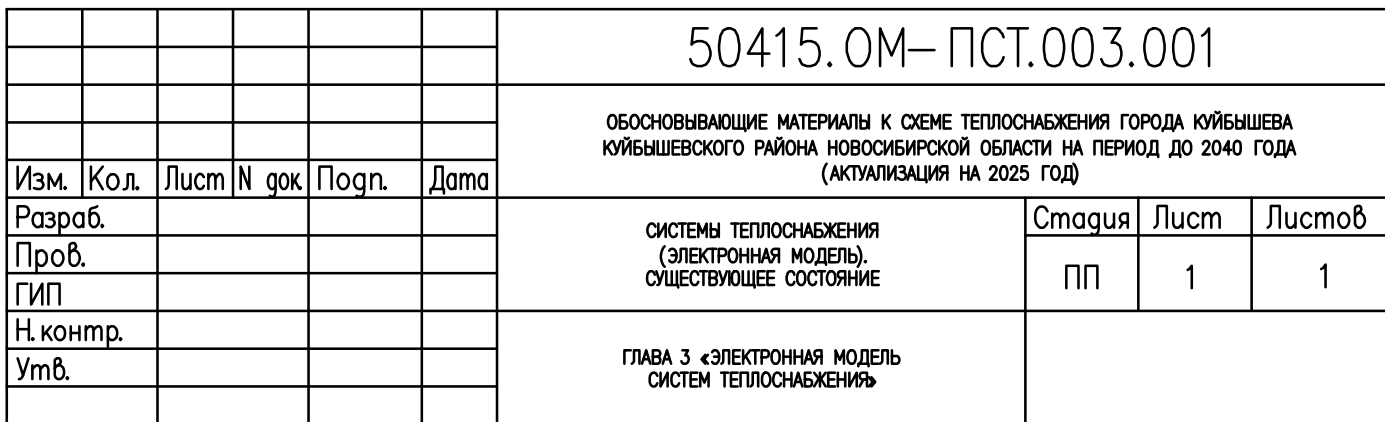 50415.ОМ–ПСТ.003.001
ОБОСНОВЫВАЮЩИЕ МАТЕРИАЛЫ К СХЕМЕ ТЕПЛОСНАБЖЕНИЯ ГОРОДА КУЙБЫШЕВА
КУЙБЫШЕВСКОГО РАЙОНА НОВОСИБИРСКОЙ ОБЛАСТИ НА ПЕРИОД ДО 2040 ГОДА
(АКТУАЛИЗАЦИЯ НА 2025 ГОД)
Изм. Кол. Лист N док Подп. Дата
Разраб.
Пров.
ГИП
Н. контр.
Утв.
СИСТЕМЫ ТЕПЛОСНАБЖЕНИЯ
(ЭЛЕКТРОННАЯ МОДЕЛЬ).
СУЩЕСТВУЮЩЕЕ СОСТОЯНИЕ
Стадия Лист Листов
ПП 1 1
ГЛАВА 3 «ЭЛЕКТРОННАЯ МОДЕЛЬ
СИСТЕМ ТЕПЛОСНАБЖЕНИЯ»